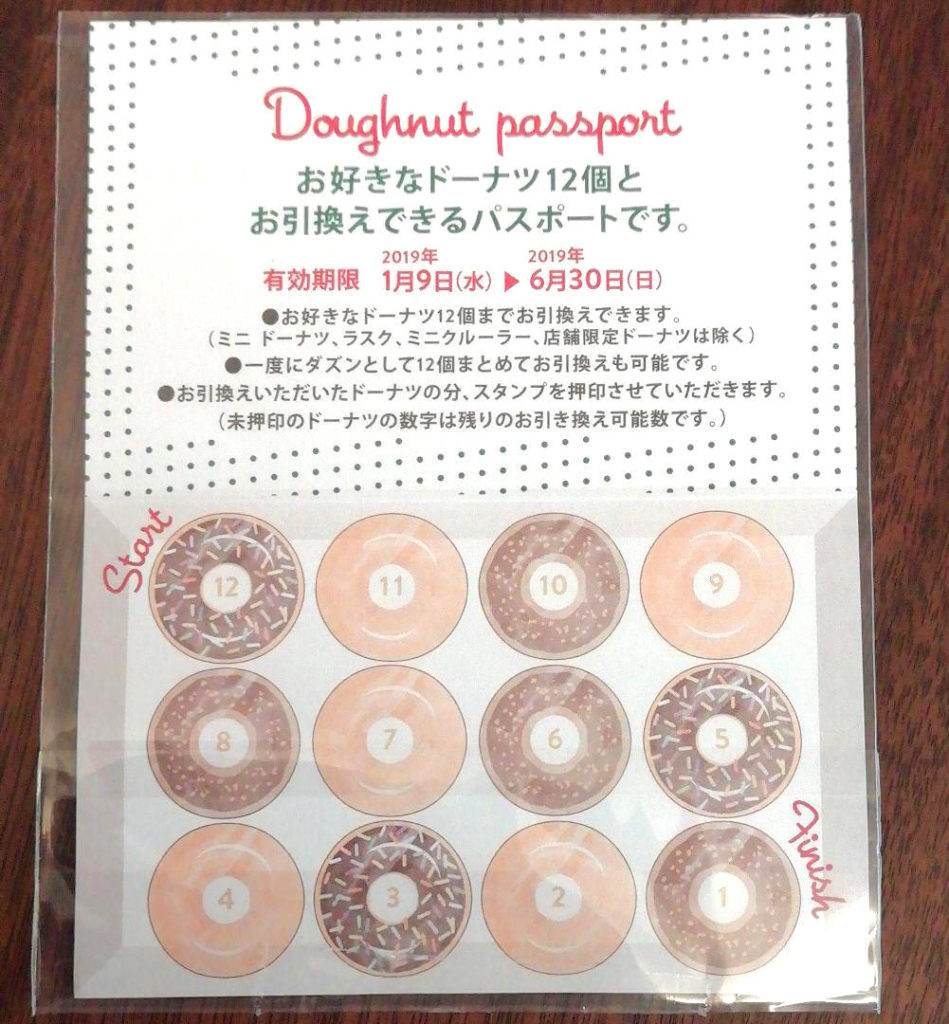 Doughnut passport
お好きなドーナツ12個と
お引換えできるパスポートです。
2019年 2019年
有効期限 1月9日(水)▶6月30日(日)
●お好きなドーナツ12個までお引換えできます。
(ミニ ドーナツ、ラスク、ミニクルーラー、店舗限定ドーナツは除く)
●一度にダズンとして12個まとめてお引換えも可能です。
●お引換えいただいたドーナツの分、スタンプを押印させていただきます。
(未押印のドーナツの数字は残りのお引き換え可能数です。)
Start
12 11 10 9
8 7 6 5
4 3 2 1
Finish